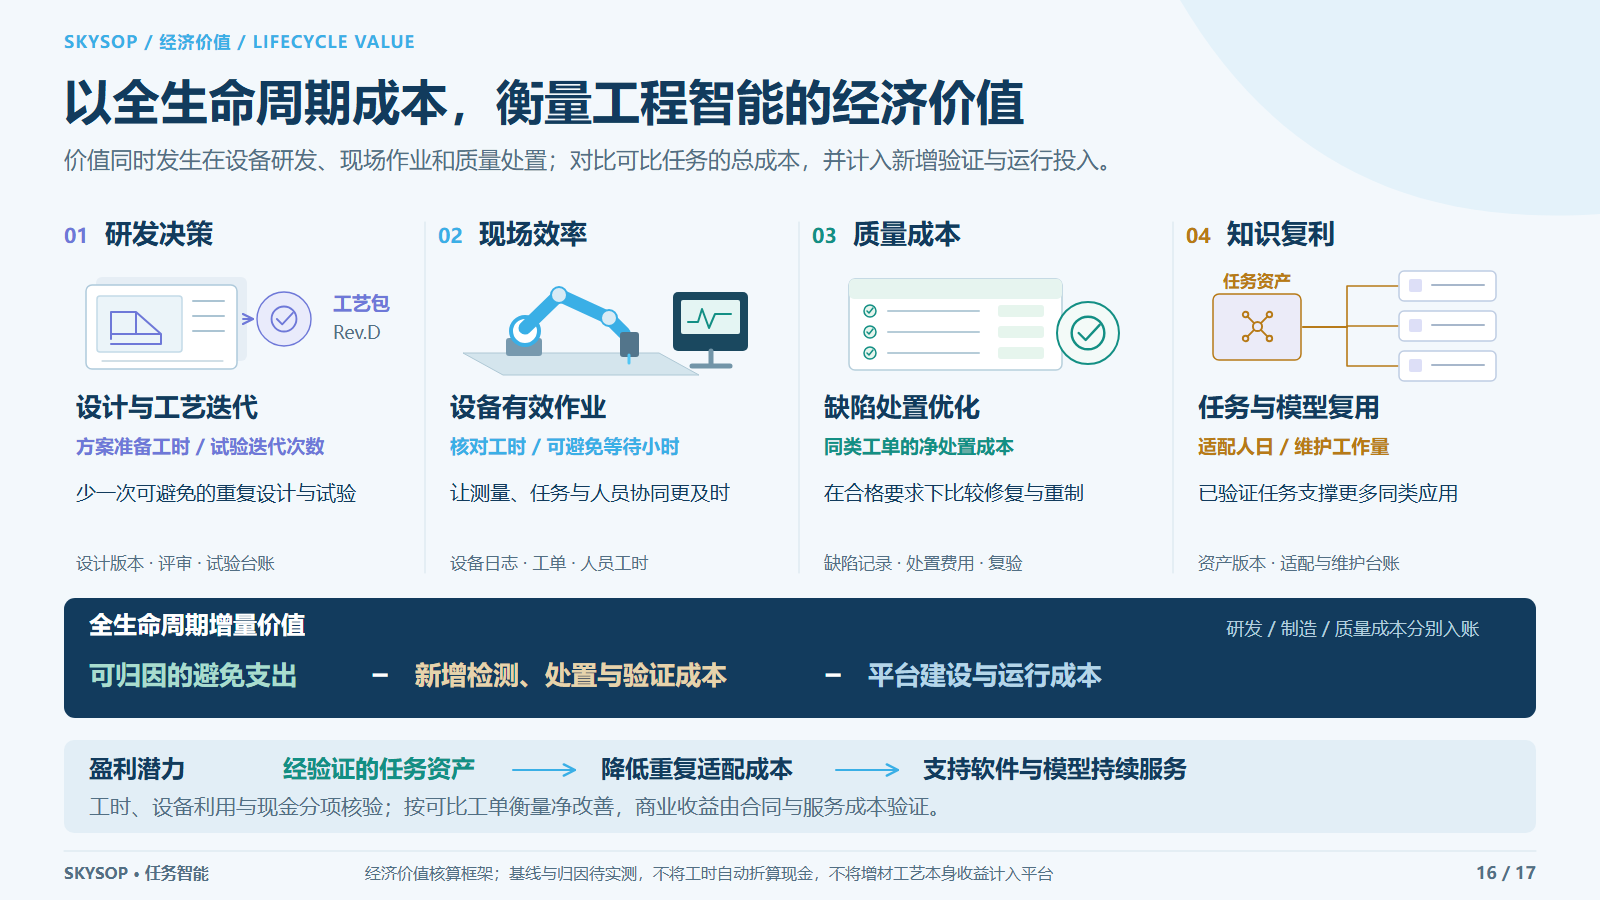 SKYSOP / 经济价值 / LIFECYCLE VALUE
以全生命周期成本，衡量工程智能的经济价值
价值同时发生在设备研发、现场作业和质量处置；对比可比任务的总成本，并计入新增验证与运行投入。
01 研发决策
工艺包
Rev.D
设计与工艺迭代
方案准备工时 / 试验迭代次数
少一次可避免的重复设计与试验
设计版本 · 评审 · 试验台账
02 现场效率
设备有效作业
核对工时 / 可避免等待小时
让测量、任务与人员协同更及时
设备日志 · 工单 · 人员工时
03 质量成本
缺陷处置优化
同类工单的净处置成本
在合格要求下比较修复与重制
缺陷记录 · 处置费用 · 复验
04 知识复利
任务资产
任务与模型复用
适配人日 / 维护工作量
已验证任务支撑更多同类应用
资产版本 · 适配与维护台账
全生命周期增量价值
研发 / 制造 / 质量成本分别入账
可归因的避免支出 － 新增检测、处置与验证成本 － 平台建设与运行成本
盈利潜力 经验证的任务资产 → 降低重复适配成本 → 支持软件与模型持续服务
工时、设备利用与现金分项核验；按可比工单衡量净改善，商业收益由合同与服务成本验证。
SKYSOP • 任务智能 经济价值核算框架；基线与归因待实测，不将工时自动折算现金，不将增材工艺本身收益计入平台 16 / 17